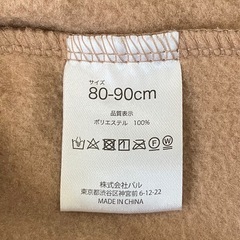 サイズ
80-90cm
品質表示
ポリエステル 100%
株式会社パル
東京都渋谷区神宮前 6-12-22
MADE IN CHINA